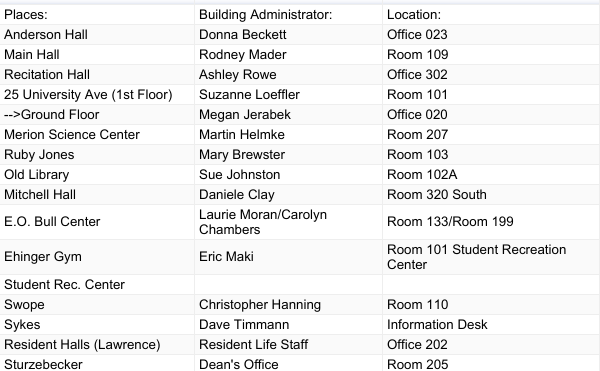 Places: Building Administrator: Location:
Anderson Hall Donna Beckett Office 023
Main Hall Rodney Mader Room 109
Recitation Hall Ashley Rowe Office 302
25 University Ave (1st Floor) Suzanne Loeffler Room 101
-->Ground Floor Megan Jerabek Office 020
Merion Science Center Martin Helmke Room 207
Ruby Jones Mary Brewster Room 103
Old Library Sue Johnston Room 102A
Mitchell Hall Daniele Clay Room 320 South
E.O. Bull Center Laurie Moran/Carolyn Chambers Room 133/Room 199
Ehinger Gym Eric Maki Room 101 Student Recreation Center
Student Rec. Center
Swope Christopher Hanning Room 110
Sykes Dave Timmann Information Desk
Resident Halls (Lawrence) Resident Life Staff Office 202
Sturzebecker Dean's Office Room 205